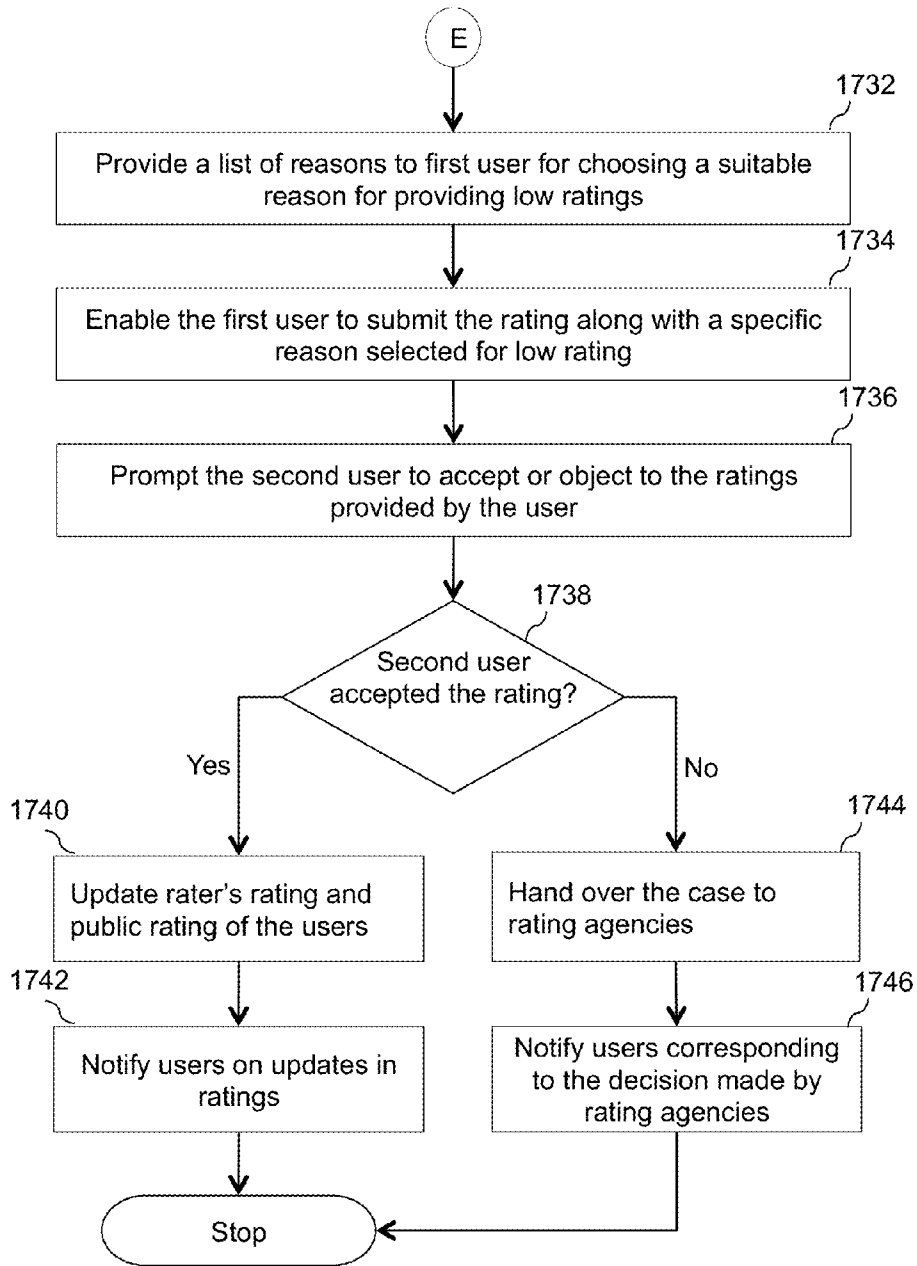 E
1732
Provide a list of reasons to first user for choosing a suitable
reason for providing low ratings
1734
Enable the first user to submit the rating along with a specific
reason selected for low rating
1736
Prompt the second user to accept or object to the ratings
provided by the user
1738
Second user
accepted the rating?
Yes
No
1740
Update rater's rating and
public rating of the users
1744
Hand over the case to
rating agencies
1742
Notify users on updates in
ratings
1746
Notify users corresponding
to the decision made by
rating agencies
Stop